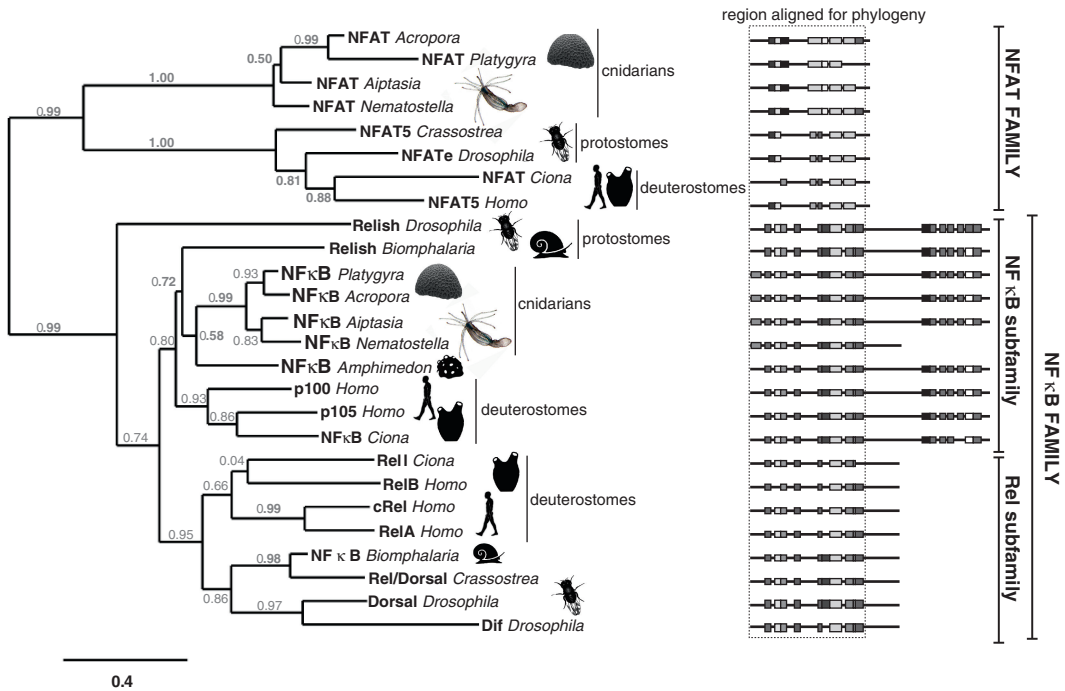 region aligned for phylogeny
0.99
NFAT Acropora
0.50
NFAT Platygyra
cnidarians
1.00
NFAT Aiptasia
NFAT Nematostella
0.99
NFAT5 Crassostrea
1.00
NFATe Drosophila
protostomes
0.81
NFAT Ciona
deuterostomes
0.88
NFAT5 Homo
NFAT FAMILY
Relish Drosophila
protostomes
Relish Biomphalaria
0.72
0.93
NFκB Platygyra
0.99
NFκB Acropora
cnidarians
NFκB Aiptasia
0.99
0.58
0.83
NFκB Nematostella
0.80
NFκB Amphimedon
p100 Homo
0.93
p105 Homo
deuterostomes
0.86
NFκB Ciona
0.74
NFκB subfamily
NFκB FAMILY
0.04
Rel I Ciona
0.66
RelB Homo
deuterostomes
0.99
cRel Homo
RelA Homo
0.95
NF κ B Biomphalaria
0.98
Rel/Dorsal Crassostrea
0.86
Dorsal Drosophila
0.97
Dif Drosophila
Rel subfamily
0.4